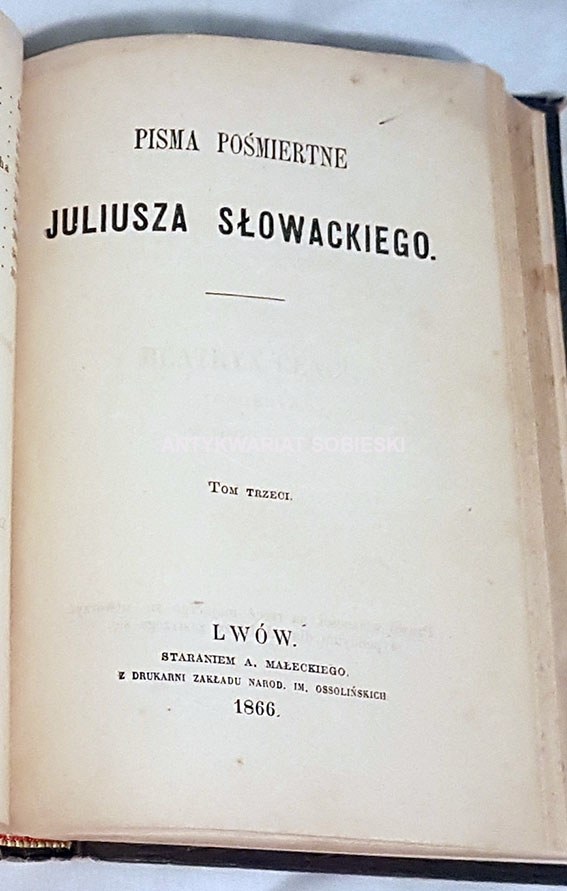 PISMA POŚMIERTNE
JULIUSZA SŁOWACKIEGO.
ANTYKWARIAT SOBIESKI
TOM TRZECI.
LWÓW.
STARANIEM A. MAŁECKIEGO.
Z DRUKARNI ZAKŁADU NAROD. IM. OSSOLIŃSKICH
1866.